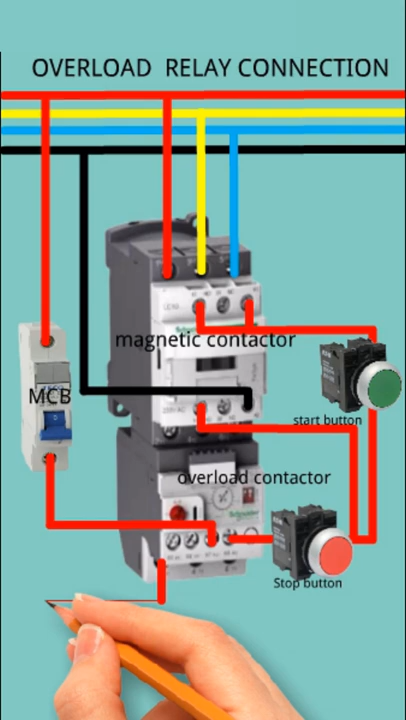 OVERLOAD  RELAY CONNECTION
magnetic contactor
MCB
start button
overload contactor
Stop button